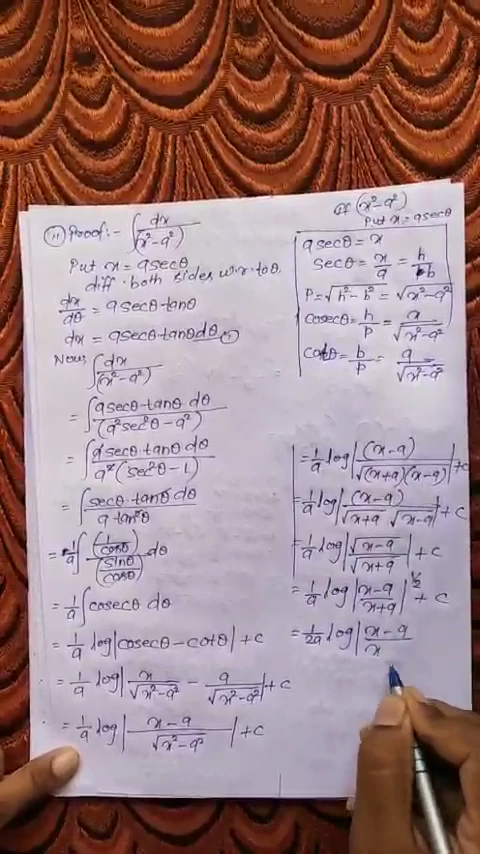 (11) Proof:- ∫dx/(x²-a²)
Put x = a secθ
diff. both sides w.r. to θ.
dx/dθ = a secθ·tanθ
dx = a secθ tanθ dθ (1)
Now, ∫dx/(x²-a²)
= ∫a secθ·tanθ dθ/(a²sec²θ - a²)
= ∫a secθ tanθ dθ/a²(sec²θ-1)
= ∫secθ·tanθ dθ/a tan²θ
= 1/a∫(1/cosθ)/(sinθ/cosθ) dθ
= 1/a∫cosecθ dθ
= 1/a log|cosecθ - cotθ| + c
= 1/a log|x/√x²-a² - a/√x²-a²| + c
= 1/a log|x-a/√x²-a²| + c
If (x²-a²)
Put x = a secθ
a secθ = x
secθ = x/a = h/b
P = √h²-b² = √x²-a²
cosecθ = h/p = x/√x²-a²
cotθ = b/p = a/√x²-a²
= 1/a log|(x-a)/√(x+a)(x-a)| + c
= 1/a log|(x-a)/√x+a √x-a| + c
= 1/a log|√x-a/√x+a| + c
= 1/a log|x-a/x+a|^1/2 + c
= 1/2a log|x-a/x